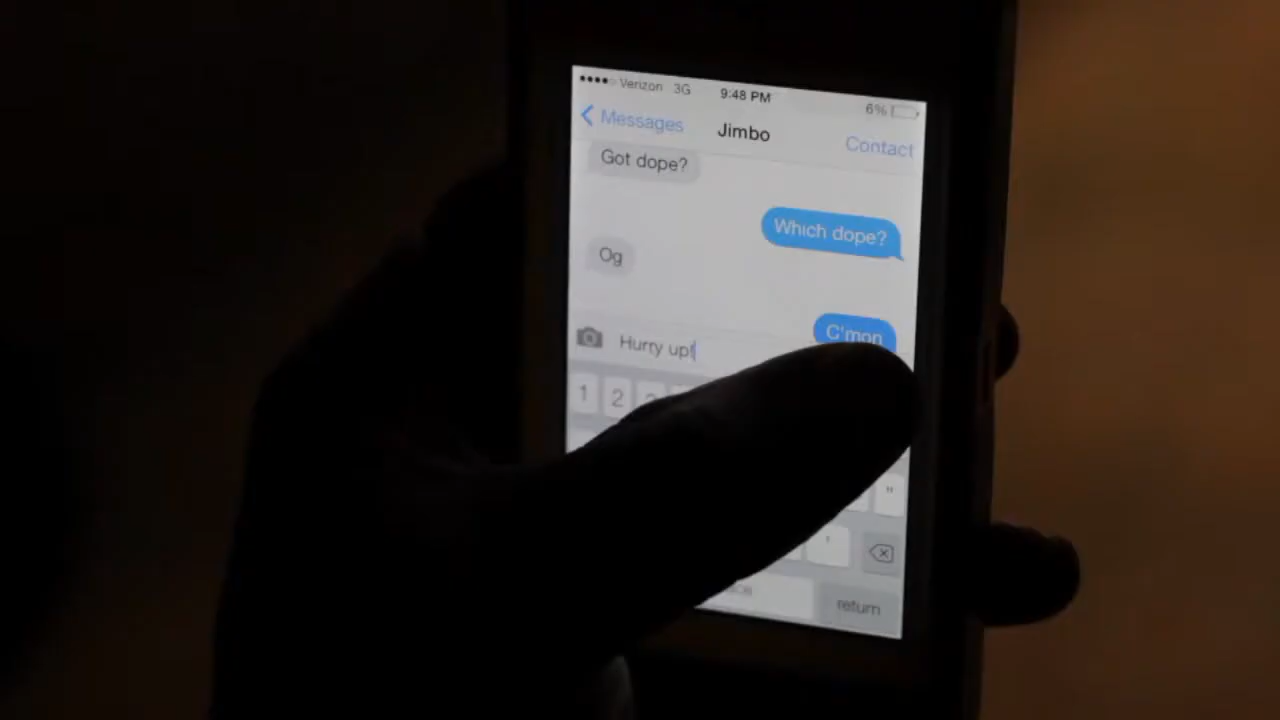 Verizon 3G 9:48 PM 6%
Messages Jimbo Contact
Got dope?
Which dope?
Og
C'mon
Hurry up!
1 2
"
'
return